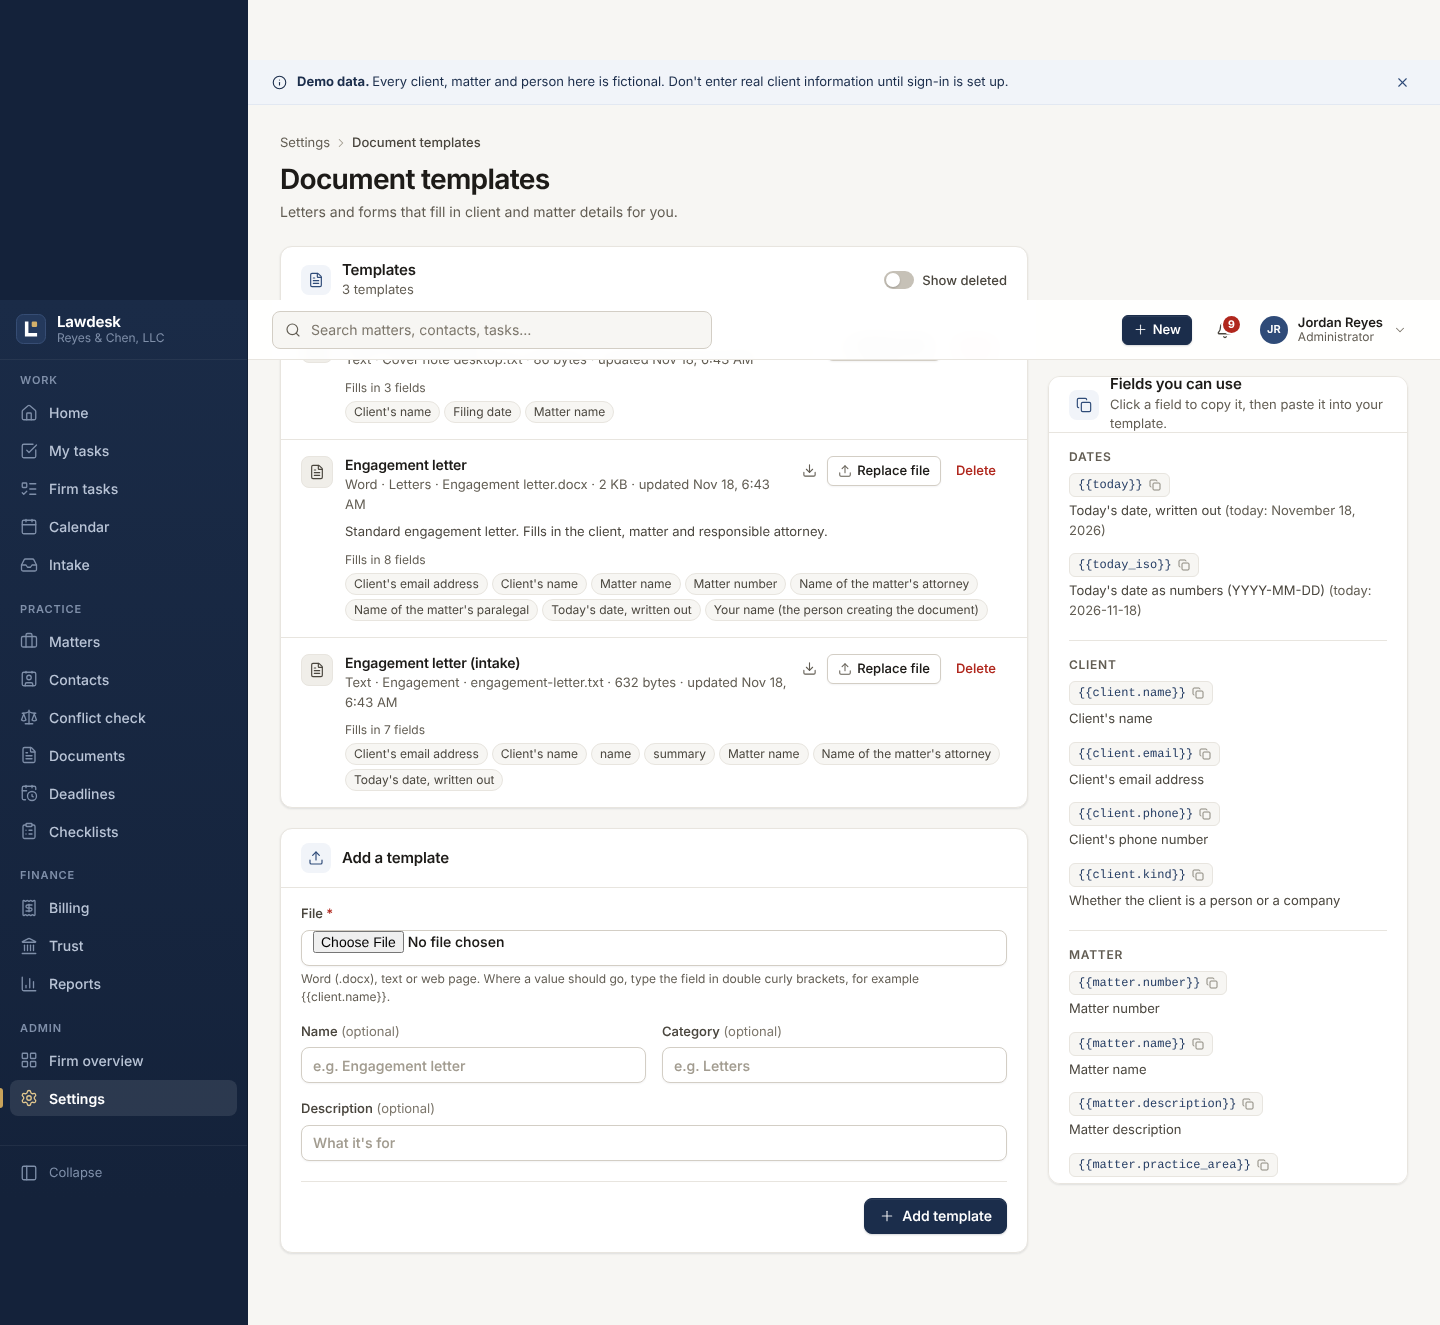 Demo data. Every client, matter and person here is fictional. Don't enter real client information until sign-in is set up.
Settings
Document templates
Document templates
Letters and forms that fill in client and matter details for you.
Templates
3 templates
Show deleted
Lawdesk
Reyes & Chen, LLC
Search matters, contacts, tasks...
New
9
JR
Jordan Reyes
Administrator
WORK
Home
My tasks
Firm tasks
Calendar
Intake
PRACTICE
Matters
Contacts
Conflict check
Documents
Deadlines
Checklists
FINANCE
Billing
Trust
Reports
ADMIN
Firm overview
Settings
Collapse
Text · Cover note desktop.txt · 86 bytes · updated Nov 18, 6:43 AM
Fills in 3 fields
Client's name
Filing date
Matter name
Engagement letter
Word · Letters · Engagement letter.docx · 2 KB · updated Nov 18, 6:43
AM
Replace file
Delete
Standard engagement letter. Fills in the client, matter and responsible attorney.
Fills in 8 fields
Client's email address
Client's name
Matter name
Matter number
Name of the matter's attorney
Name of the matter's paralegal
Today's date, written out
Your name (the person creating the document)
Engagement letter (intake)
Text · Engagement · engagement-letter.txt · 632 bytes · updated Nov 18,
6:43 AM
Replace file
Delete
Fills in 7 fields
Client's email address
Client's name
name
summary
Matter name
Name of the matter's attorney
Today's date, written out
Add a template
File *
Choose File No file chosen
Word (.docx), text or web page. Where a value should go, type the field in double curly brackets, for example
{{client.name}}.
Name (optional)
e.g. Engagement letter
Category (optional)
e.g. Letters
Description (optional)
What it's for
Add template
Fields you can use
Click a field to copy it, then paste it into your
template.
DATES
{{today}}
Today's date, written out (today: November 18,
2026)
{{today_iso}}
Today's date as numbers (YYYY-MM-DD) (today:
2026-11-18)
CLIENT
{{client.name}}
Client's name
{{client.email}}
Client's email address
{{client.phone}}
Client's phone number
{{client.kind}}
Whether the client is a person or a company
MATTER
{{matter.number}}
Matter number
{{matter.name}}
Matter name
{{matter.description}}
Matter description
{{matter.practice_area}}